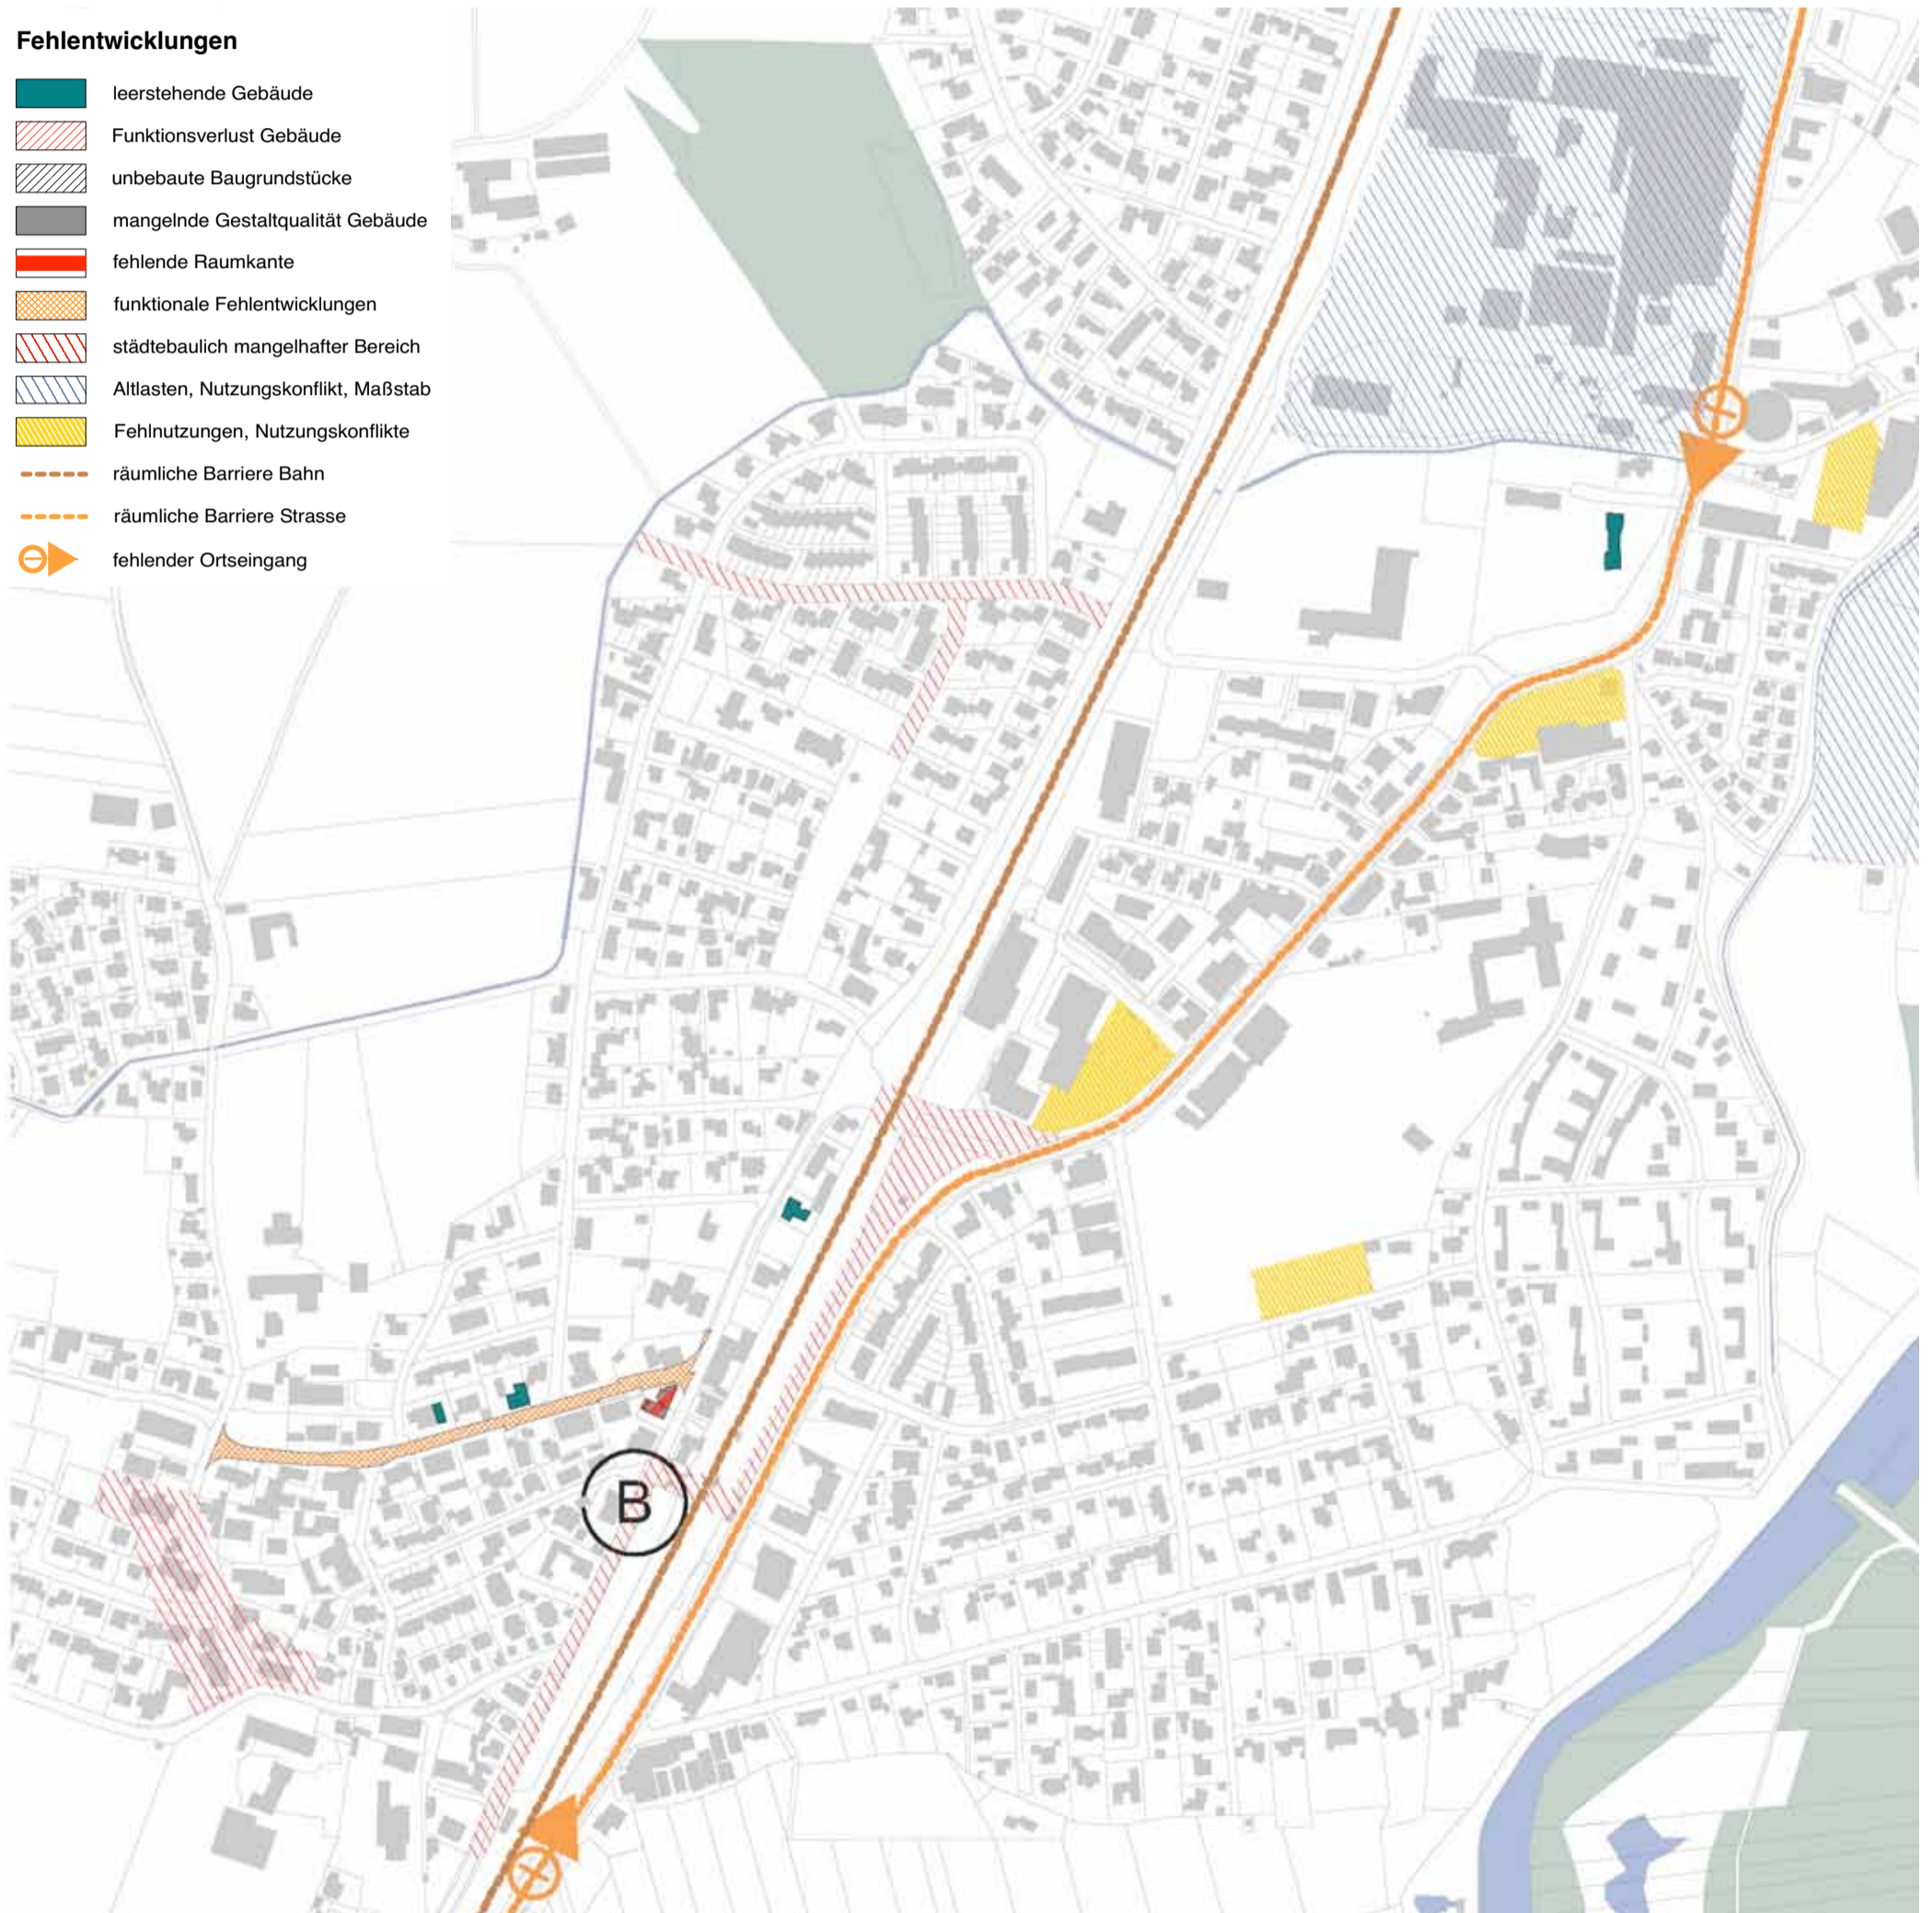 Fehlentwicklungen
leerstehende Gebäude
Funktionsverlust Gebäude
unbebaute Baugrundstücke
mangelnde Gestaltqualität Gebäude
fehlende Raumkante
funktionale Fehlentwicklungen
städtebaulich mangelhafter Bereich
Altlasten, Nutzungskonflikt, Maßstab
Fehlnutzungen, Nutzungskonflikte
räumliche Barriere Bahn
räumliche Barriere Strasse
fehlender Ortseingang
B